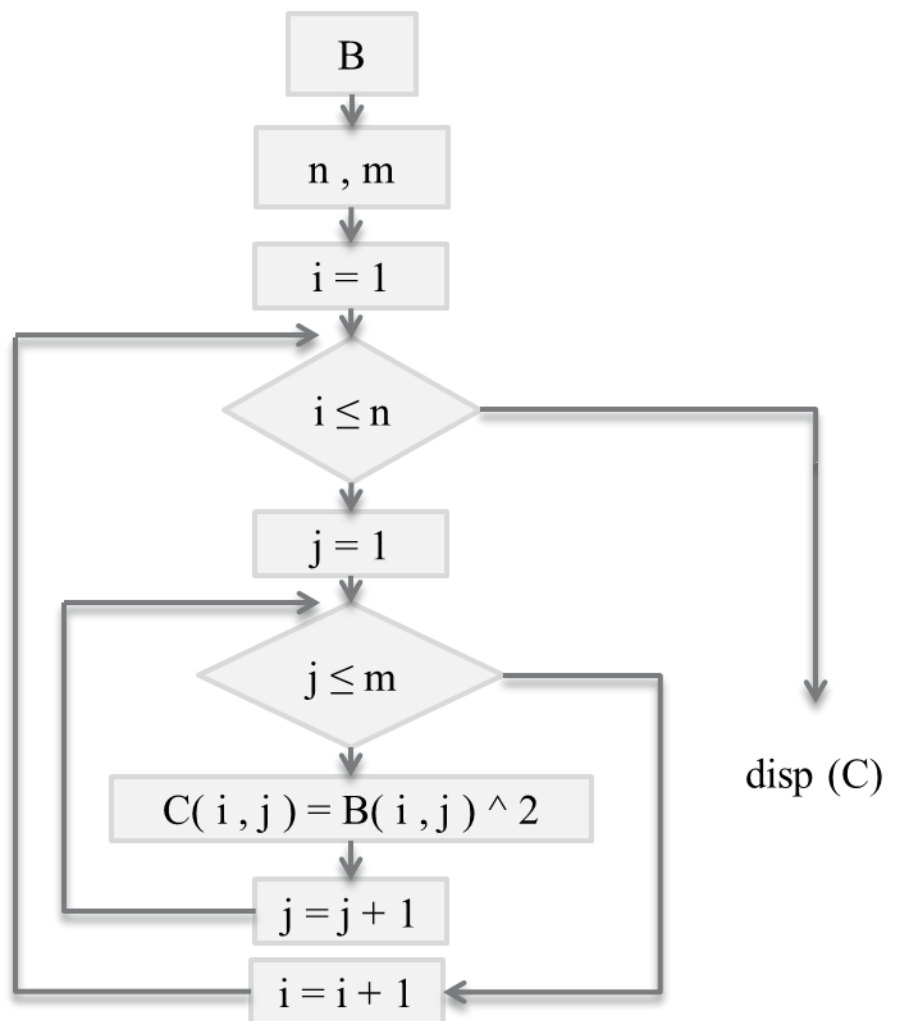 B
n , m
i = 1
i ≤ n
j = 1
j ≤ m
disp (C)
C( i , j ) = B( i , j ) ^ 2
j = j + 1
i = i + 1